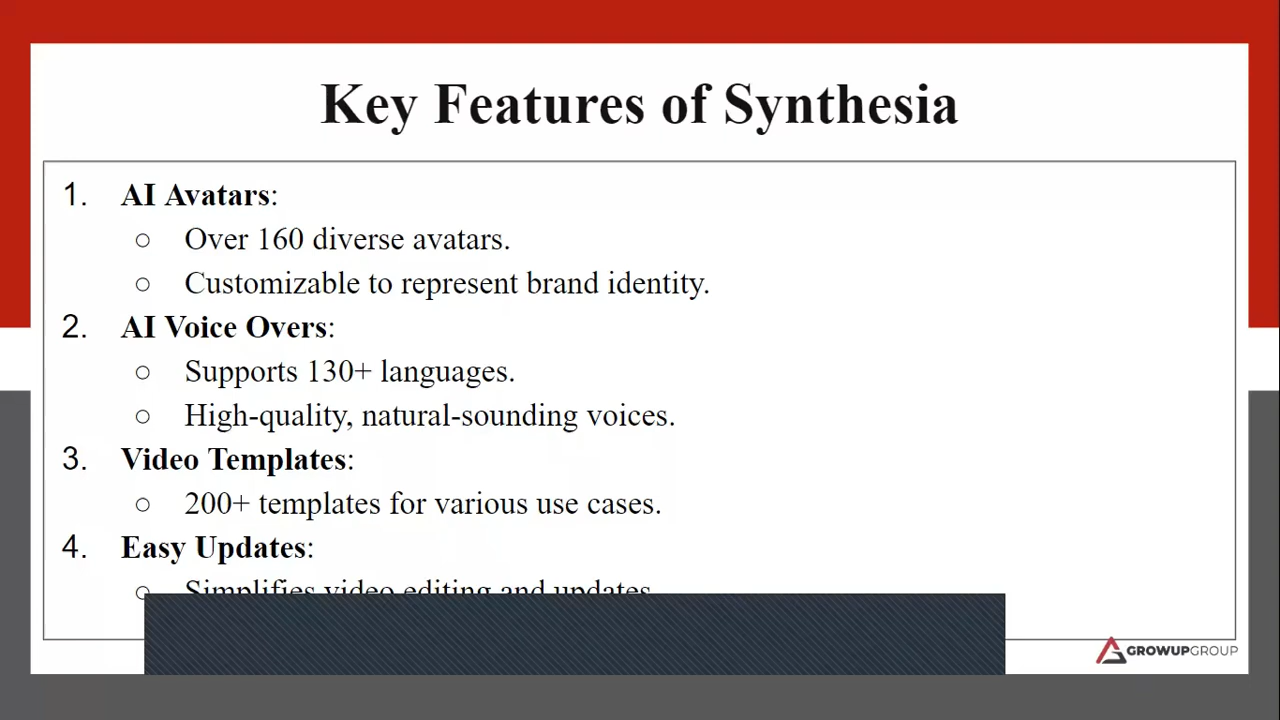 Key Features of Synthesia
1. AI Avatars:
○ Over 160 diverse avatars.
○ Customizable to represent brand identity.
2. AI Voice Overs:
○ Supports 130+ languages.
○ High-quality, natural-sounding voices.
3. Video Templates:
○ 200+ templates for various use cases.
4. Easy Updates:
○ Simplifies video editing and updates
GROWUPGROUP